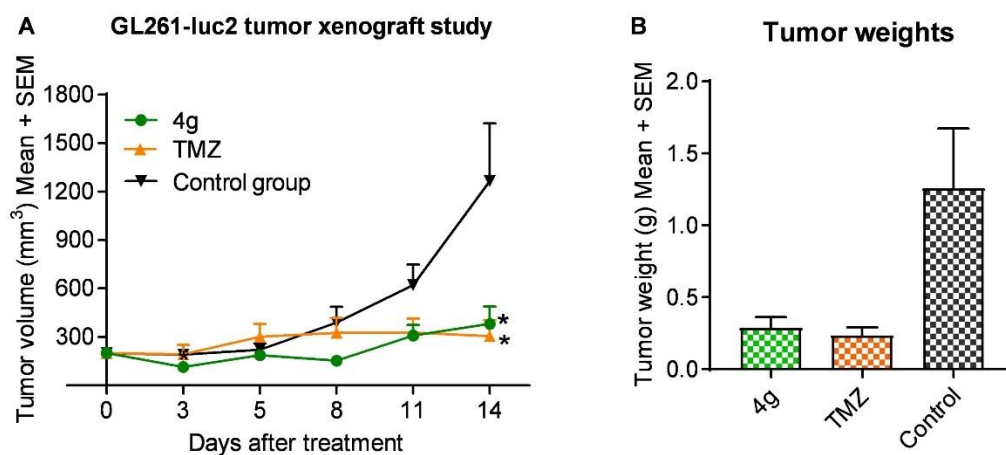 A
GL261-luc2 tumor xenograft study
Tumor volume (mm³) Mean + SEM
1800
1500
1200
900
600
300
4g
TMZ
Control group
*
*
0 3 5 8 11 14
Days after treatment
B
Tumor weights
Tumor weight (g) Mean + SEM
2.0
1.5
1.0
0.5
0.0
4g TMZ Control